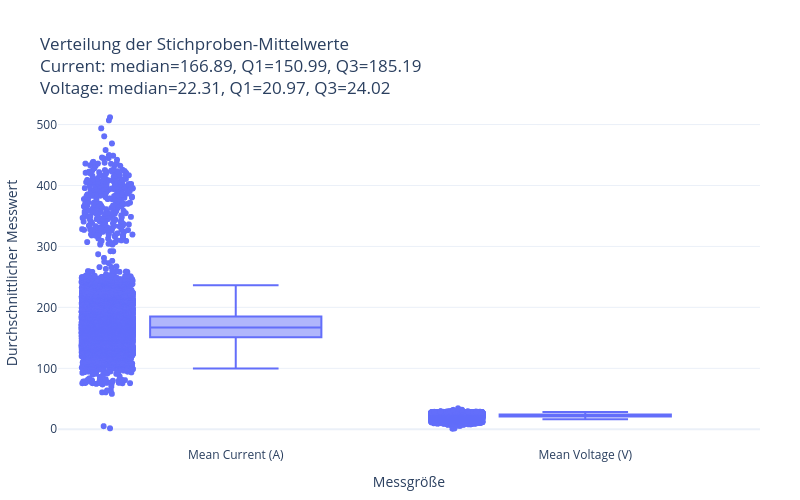 Verteilung der Stichproben-Mittelwerte
Current: median=166.89, Q1=150.99, Q3=185.19
Voltage: median=22.31, Q1=20.97, Q3=24.02
Durchschnittlicher Messwert
500
400
300
200
100
0
Mean Current (A)
Mean Voltage (V)
Messgröße